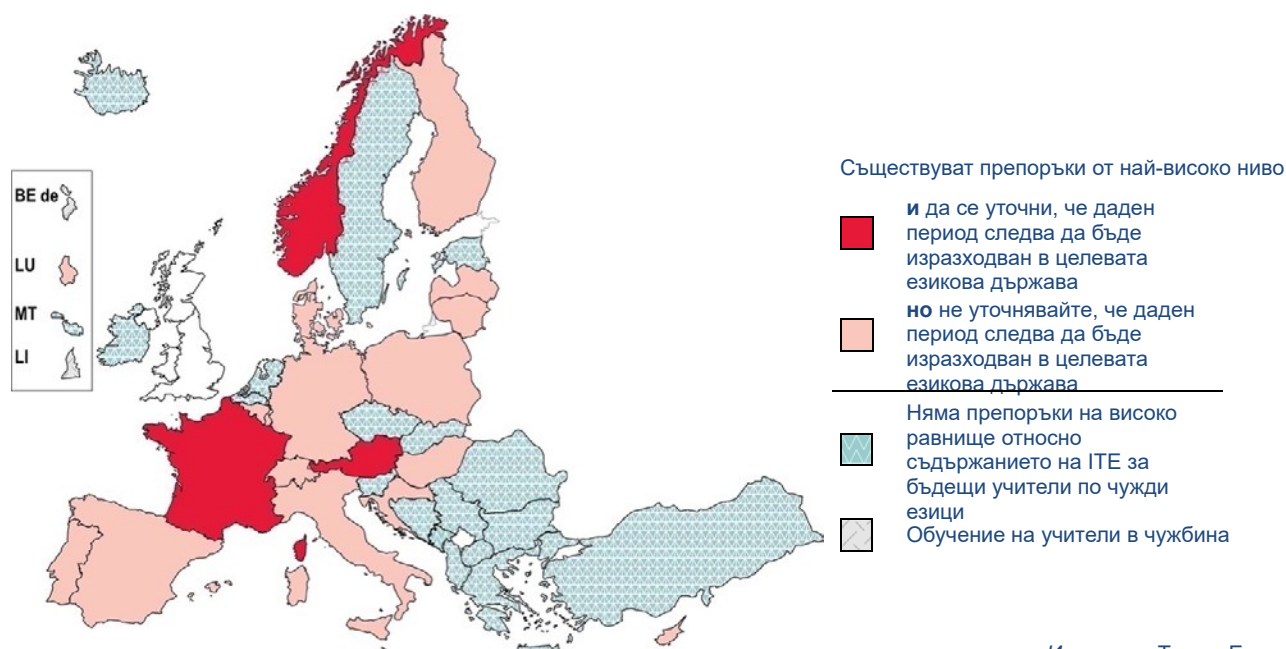 BE de
LU
MT
LI
Съществуват препоръки от най-високо ниво
и да се уточни, че даден
период следва да бъде
изразходван в целевата
езикова държава
но не уточнявайте, че даден
период следва да бъде
изразходван в целевата
езикова държава
Няма препоръки на високо
равнище относно
съдържанието на ITE за
бъдещи учители по чужди
езици
Обучение на учители в чужбина